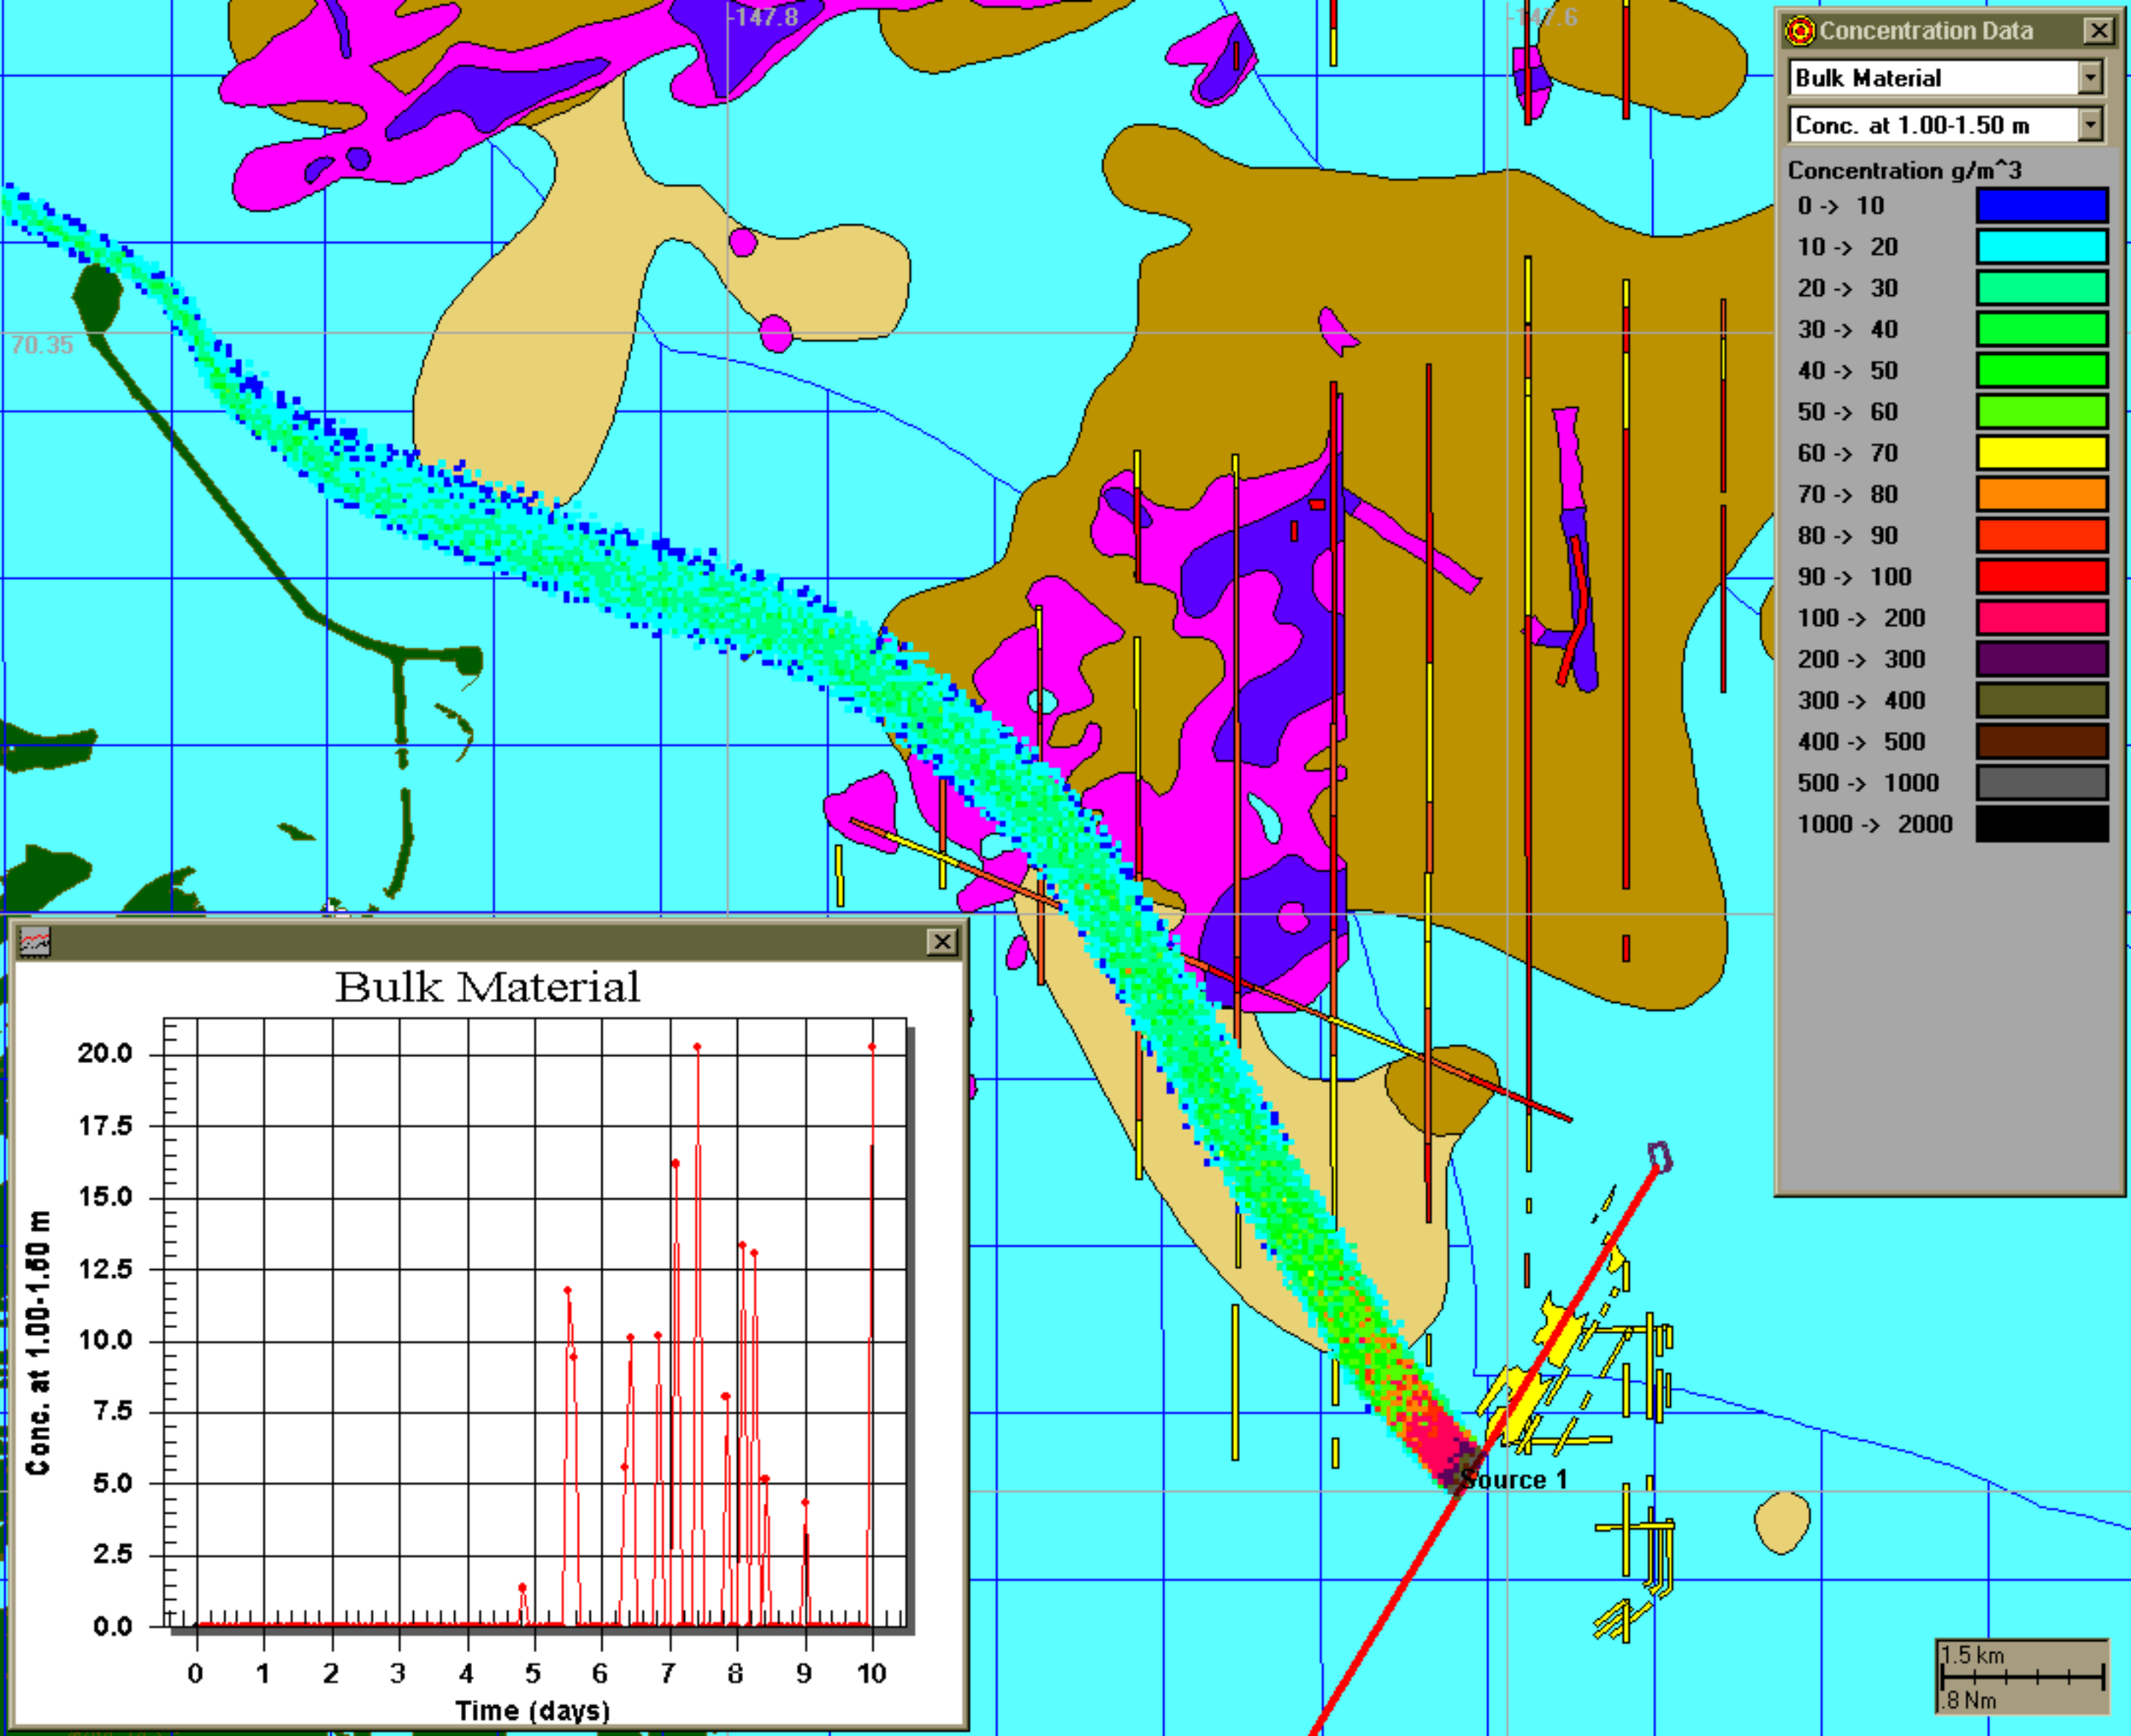 -147.8
-147.6
70.35
Source 1
Concentration Data
Bulk Material
Conc. at 1.00-1.50 m
Concentration g/m^3
0 -> 10
10 -> 20
20 -> 30
30 -> 40
40 -> 50
50 -> 60
60 -> 70
70 -> 80
80 -> 90
90 -> 100
100 -> 200
200 -> 300
300 -> 400
400 -> 500
500 -> 1000
1000 -> 2000
Bulk Material
Conc. at 1.00-1.50 m
20.0
17.5
15.0
12.5
10.0
7.5
5.0
2.5
0.0
0 1 2 3 4 5 6 7 8 9 10
Time (days)
1.5 km
.8 Nm